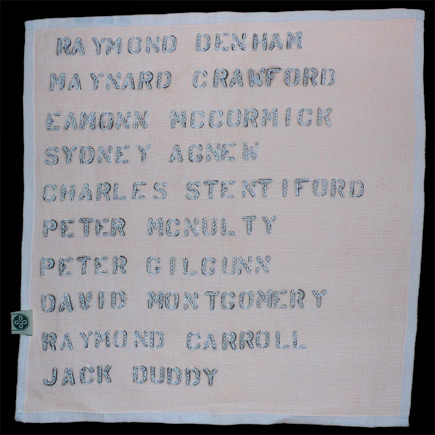 RAYMOND DENHAM
MAYNARD CRAWFORD
EAMONN MCCORMICK
SYDNEY AGNEW
CHARLES STENTIFORD
PETER MCNULTY
PETER GILGUNN
DAVID MONTGOMERY
RAYMOND CARROLL
JACK DUDDY